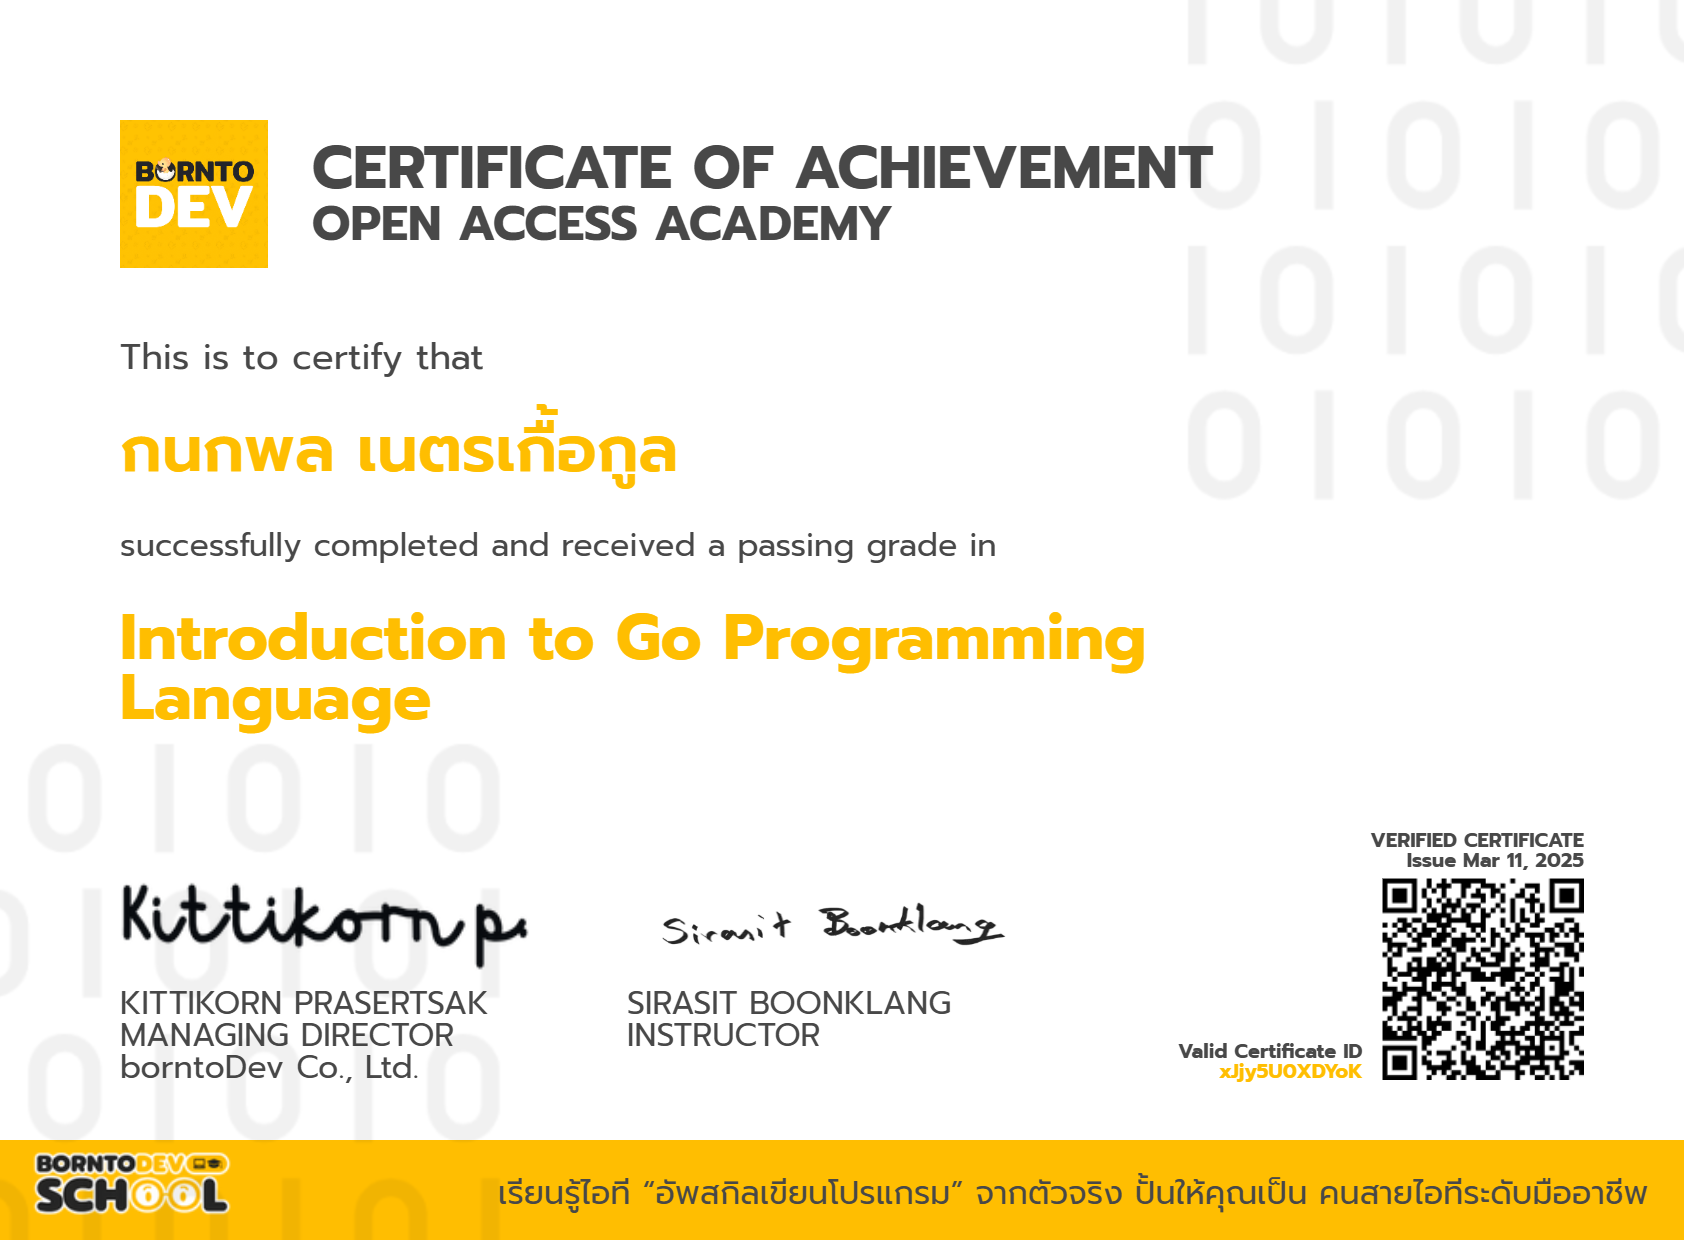 BORNTO
DEV
CERTIFICATE OF ACHIEVEMENT
OPEN ACCESS ACADEMY
This is to certify that
กนกพล เนตรเกื้อกูล
successfully completed and received a passing grade in
Introduction to Go Programming
Language
VERIFIED CERTIFICATE
Issue Mar 11, 2025
Kittikorn p.
Sirasit Boonklang
KITTIKORN PRASERTSAK
MANAGING DIRECTOR
borntoDev Co., Ltd.
SIRASIT BOONKLANG
INSTRUCTOR
Valid Certificate ID
xJjy5U0XDYoK
BORNTODEV
SCHOOL
เรียนรู้ไอที “อัพสกิลเขียนโปรแกรม” จากตัวจริง ปั้นให้คุณเป็น คนสายไอทีระดับมืออาชีพ